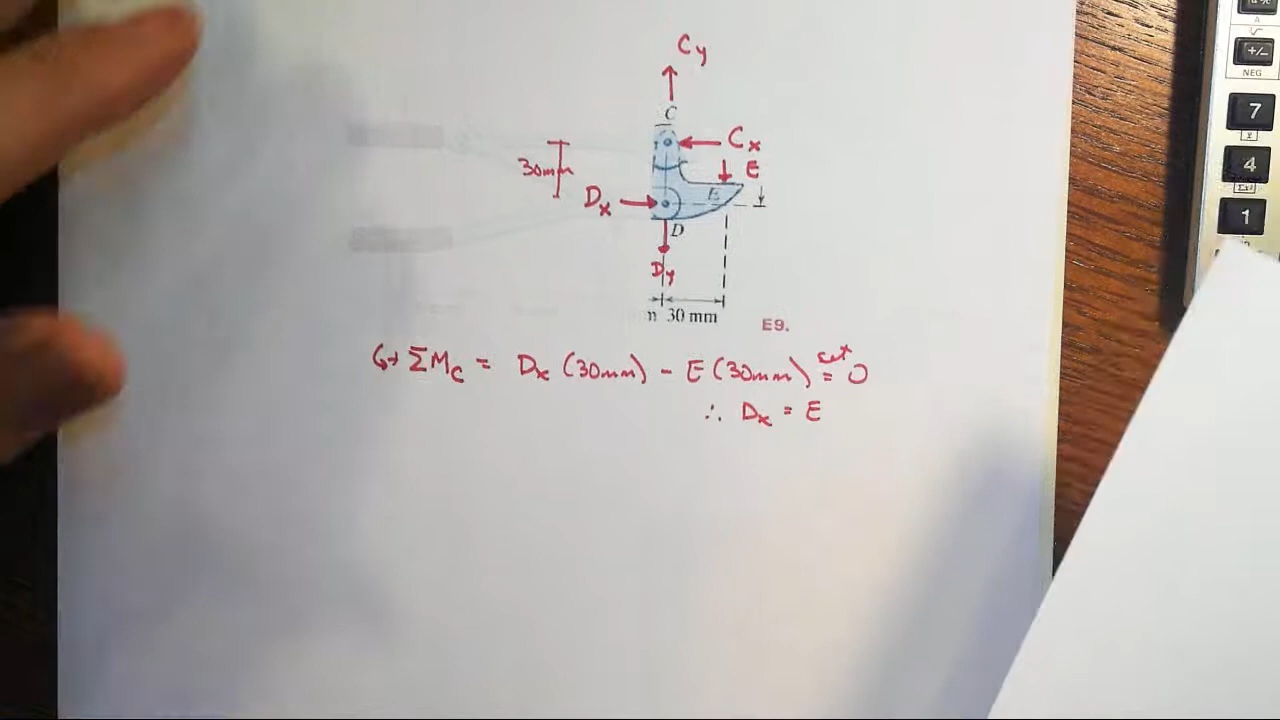 Cy
C
Cx
E
30mm
Dx
E
D
Dy
n 30 mm
E9.
↺+ ΣMc = Dx (30mm) - E (30mm) set = 0
∴ Dx = E
+/-
NEG
7
4
1